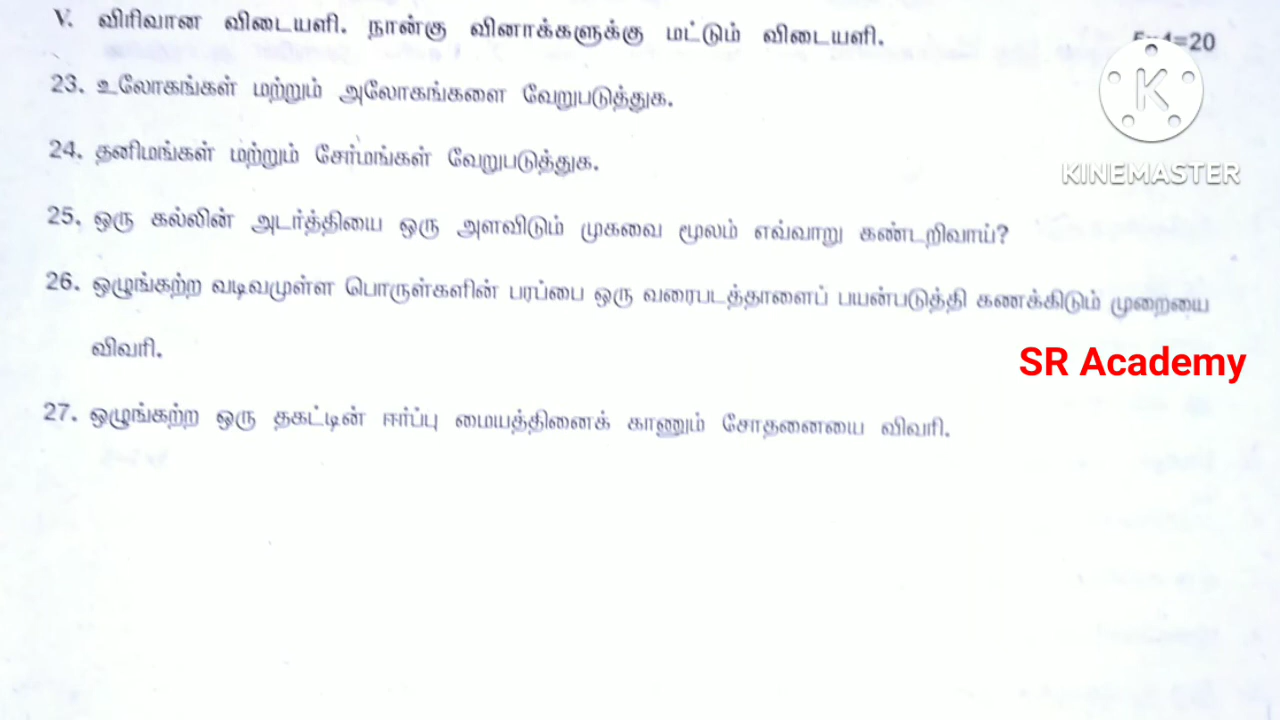 V. விரிவான விடையளி. நான்கு வினாக்களுக்கு மட்டும் விடையளி. =20
23. உலோகங்கள் மற்றும் அலோகங்களை வேறுபடுத்துக.
24. தனிமங்கள் மற்றும் சேர்மங்கள் வேறுபடுத்துக.
K
KINEMASTER
25. ஒரு கல்லின் அடர்த்தியை ஒரு அளவிடும் முகவை மூலம் எவ்வாறு கண்டறிவாய்?
26. ஒழுங்கற்ற வடிவமுள்ள பொருள்களின் பரப்பை ஒரு வரைபடத்தாளைப் பயன்படுத்தி கணக்கிடும் முறையை
விவரி.
SR Academy
27. ஒழுங்கற்ற ஒரு தகட்டின் ஈர்ப்பு மையத்தினைக் காணும் சோதனையை விவரி.